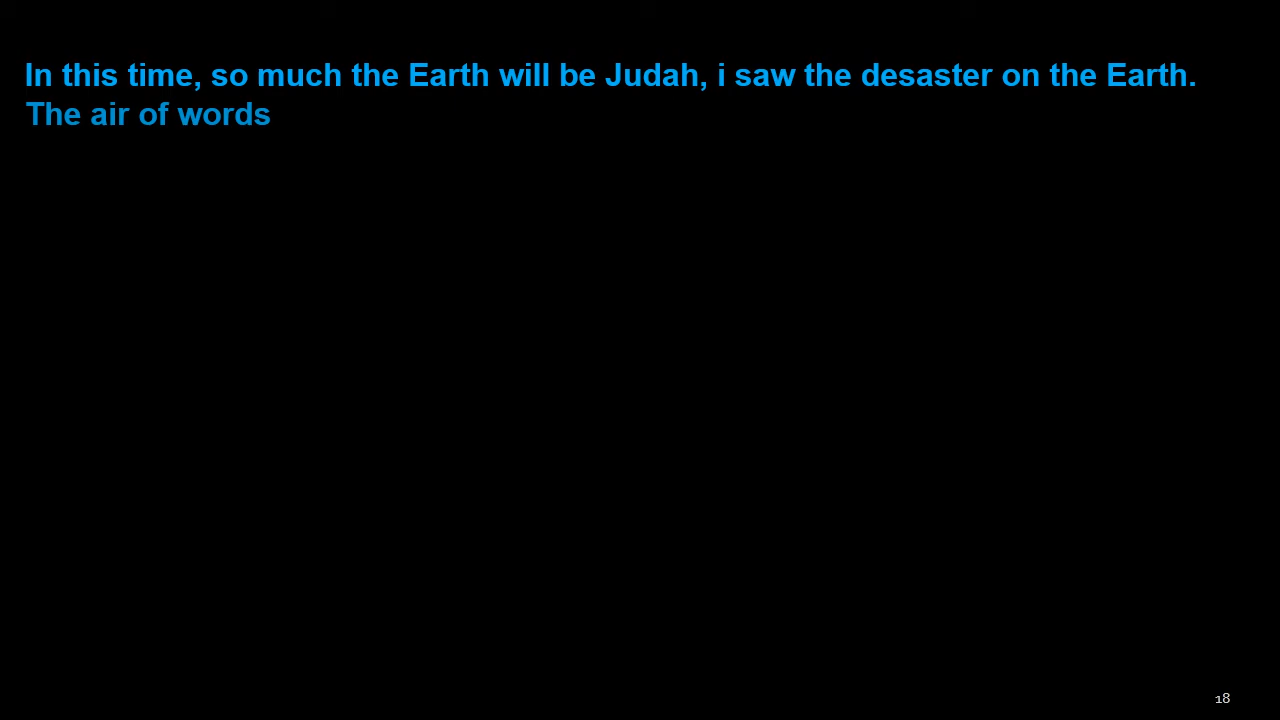 In this time, so much the Earth will be Judah, i saw the desaster on the Earth.
The air of words
18